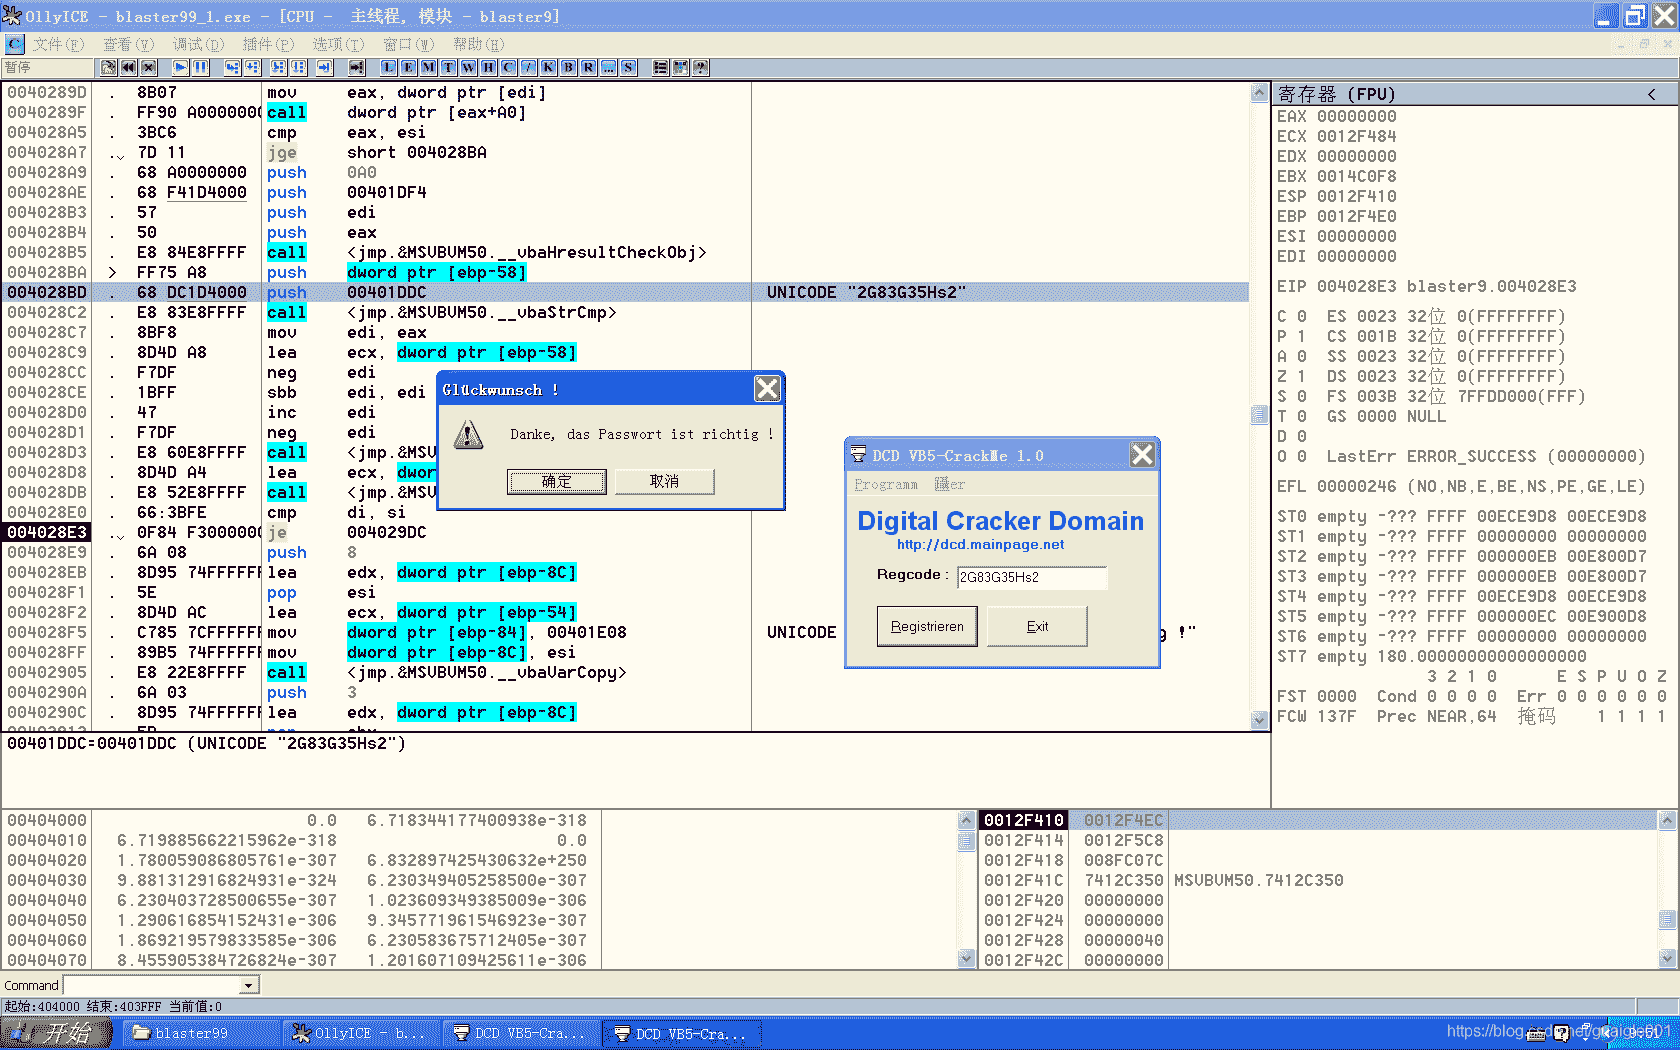 OllyICE - blaster99_1.exe - [CPU - 主线程, 模块 - blaster9]
C 文件(F) 查看(V) 调试(D) 插件(P) 选项(T) 窗口(W) 帮助(H)
暂停 L E M T W H C / K B R ... S ?
0040289D . 8B07 mov eax, dword ptr [edi]
0040289F . FF90 A0000000 call dword ptr [eax+A0]
004028A5 . 3BC6 cmp eax, esi
004028A7 . 7D 11 jge short 004028BA
004028A9 . 68 A0000000 push 0A0
004028AE . 68 F41D4000 push 00401DF4
004028B3 . 57 push edi
004028B4 . 50 push eax
004028B5 . E8 84E8FFFF call <jmp.&MSVBVM50.__vbaHresultCheckObj>
004028BA > FF75 A8 push dword ptr [ebp-58]
004028BD . 68 DC1D4000 push 00401DDC UNICODE "2G83G35Hs2"
004028C2 . E8 83E8FFFF call <jmp.&MSVBVM50.__vbaStrCmp>
004028C7 . 8BF8 mov edi, eax
004028C9 . 8D4D A8 lea ecx, dword ptr [ebp-58]
004028CC . F7DF neg edi
004028CE . 1BFF sbb edi, edi
004028D0 . 47 inc edi
004028D1 . F7DF neg edi
004028D3 . E8 60E8FFFF call <jmp.&MSV
004028D8 . 8D4D A4 lea ecx, dwor
004028DB . E8 52E8FFFF call <jmp.&MSV
004028E0 . 66:3BFE cmp di, si
004028E3 . 0F84 F3000000 je 004029DC
004028E9 . 6A 08 push 8
004028EB . 8D95 74FFFFFF lea edx, dword ptr [ebp-8C]
004028F1 . 5E pop esi
004028F2 . 8D4D AC lea ecx, dword ptr [ebp-54]
004028F5 . C785 7CFFFFFF mov dword ptr [ebp-84], 00401E08 UNICODE g !"
004028FF . 89B5 74FFFFFF mov dword ptr [ebp-8C], esi
00402905 . E8 22E8FFFF call <jmp.&MSVBVM50.__vbaVarCopy>
0040290A . 6A 03 push 3
0040290C . 8D95 74FFFFFF lea edx, dword ptr [ebp-8C]
00401DDC=00401DDC (UNICODE "2G83G35Hs2")
Glückwunsch !
Danke, das Passwort ist richtig !
确定 取消
DCD VB5-CrackMe 1.0
Programm
Digital Cracker Domain
http://dcd.mainpage.net
Regcode : 2G83G35Hs2
Registrieren Exit
寄存器 (FPU) <
EAX 00000000
ECX 0012F484
EDX 00000000
EBX 0014C0F8
ESP 0012F410
EBP 0012F4E0
ESI 00000000
EDI 00000000
EIP 004028E3 blaster9.004028E3
C 0 ES 0023 32位 0(FFFFFFFF)
P 1 CS 001B 32位 0(FFFFFFFF)
A 0 SS 0023 32位 0(FFFFFFFF)
Z 1 DS 0023 32位 0(FFFFFFFF)
S 0 FS 003B 32位 7FFDD000(FFF)
T 0 GS 0000 NULL
D 0
O 0 LastErr ERROR_SUCCESS (00000000)
EFL 00000246 (NO,NB,E,BE,NS,PE,GE,LE)
ST0 empty -??? FFFF 00ECE9D8 00ECE9D8
ST1 empty -??? FFFF 00000000 00000000
ST2 empty -??? FFFF 000000EB 00E800D7
ST3 empty -??? FFFF 000000EB 00E800D7
ST4 empty -??? FFFF 00ECE9D8 00ECE9D8
ST5 empty -??? FFFF 000000EC 00E900D8
ST6 empty -??? FFFF 00000000 00000000
ST7 empty 180.00000000000000000
3 2 1 0 E S P U O Z
FST 0000 Cond 0 0 0 0 Err 0 0 0 0 0 0
FCW 137F Prec NEAR,64 掩码 1 1 1 1
00404000 0.0 6.718344177400938e-318
00404010 6.719885662215962e-318 0.0
00404020 1.780059086805761e-307 6.832897425430632e+250
00404030 9.881312916824931e-324 6.230349405258500e-307
00404040 6.230403728500655e-307 1.023609349385009e-306
00404050 1.290616854152431e-306 9.345771961546923e-307
00404060 1.869219579833585e-306 6.230583675712405e-307
00404070 8.455905384726824e-307 1.201607109425611e-306
0012F410 0012F4EC
0012F414 0012F5C8
0012F418 008FC07C
0012F41C 7412C350 MSVBVM50.7412C350
0012F420 00000000
0012F424 00000000
0012F428 00000040
0012F42C 00000000
Command
起始:404000 结束:403FFF 当前值:0
开始 blaster99 OllyICE - b... DCD VB5-Cra... DCD VB5-Cra...